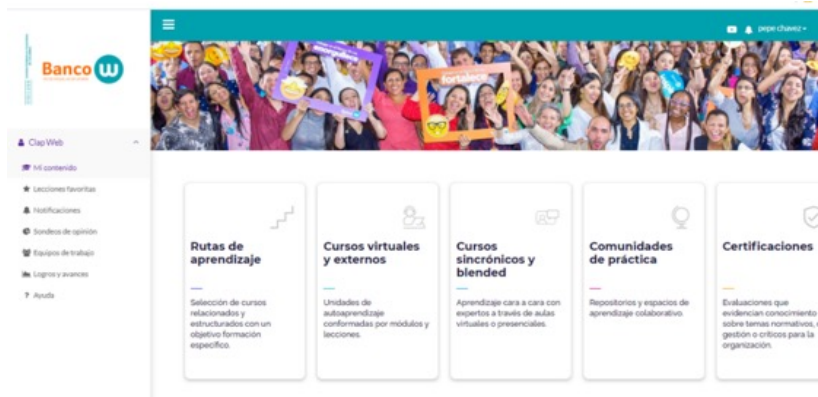 pepe chavez
Banco W
fortalece
Clap Web
Mi contenido
Lecciones favoritas
Notificaciones
Sondeos de opinión
Equipos de trabajo
Logros y avances
? Ayuda
Rutas de
aprendizaje
Selección de cursos
relacionados y
estructurados con un
objetivo formación
específico.
Cursos virtuales
y externos
Unidades de
autoaprendizaje
conformadas por módulos y
lecciones.
Cursos
sincrónicos y
blended
Aprendizaje cara a cara con
expertos a través de aulas
virtuales o presenciales.
Comunidades
de práctica
Repositorios y espacios de
aprendizaje colaborativo.
Certificaciones
Evaluaciones que
evidencian conocimiento
sobre temas normativos,
gestión o críticos para la
organización.